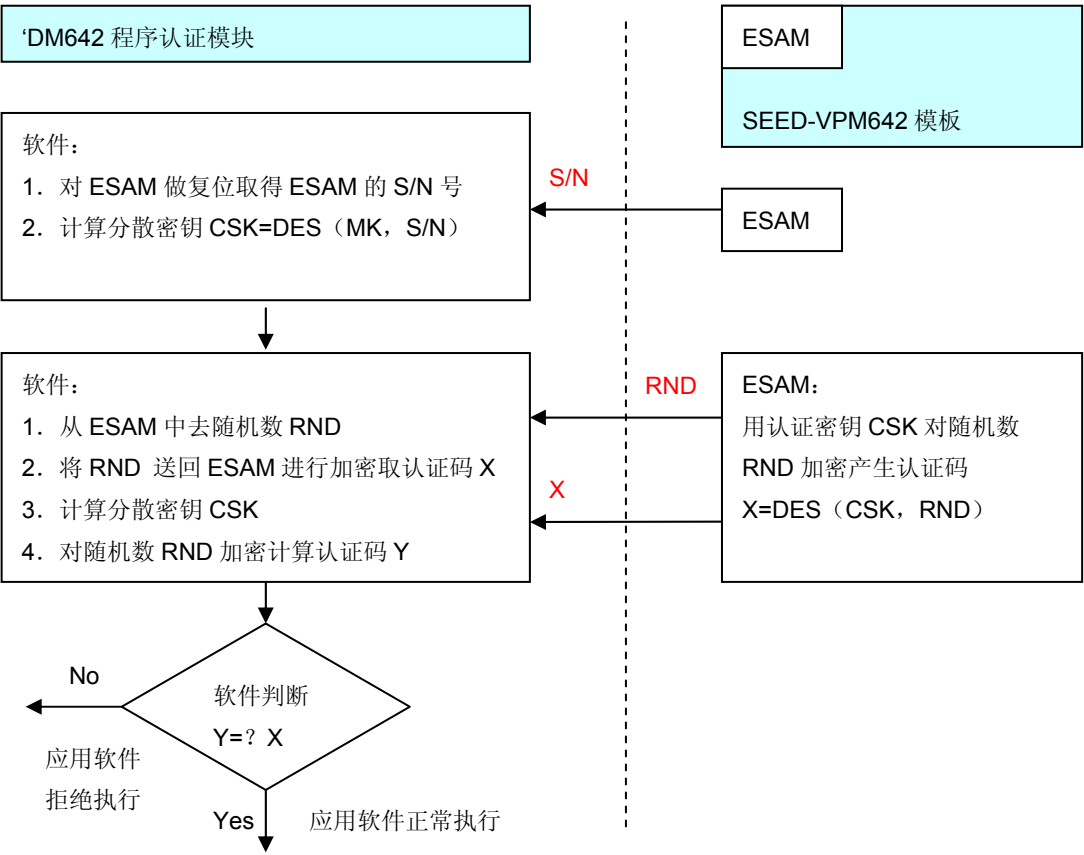 ‘DM642 程序认证模块
ESAM
SEED-VPM642 模板
软件：
1．对 ESAM 做复位取得 ESAM 的 S/N 号
2．计算分散密钥 CSK=DES（MK，S/N）
S/N
ESAM
软件：
1．从 ESAM 中去随机数 RND
2．将 RND 送回 ESAM 进行加密取认证码 X
3．计算分散密钥 CSK
4．对随机数 RND 加密计算认证码 Y
RND
X
ESAM：
用认证密钥 CSK 对随机数
RND 加密产生认证码
X=DES（CSK，RND）
软件判断
Y=？X
No
应用软件
拒绝执行
Yes
应用软件正常执行